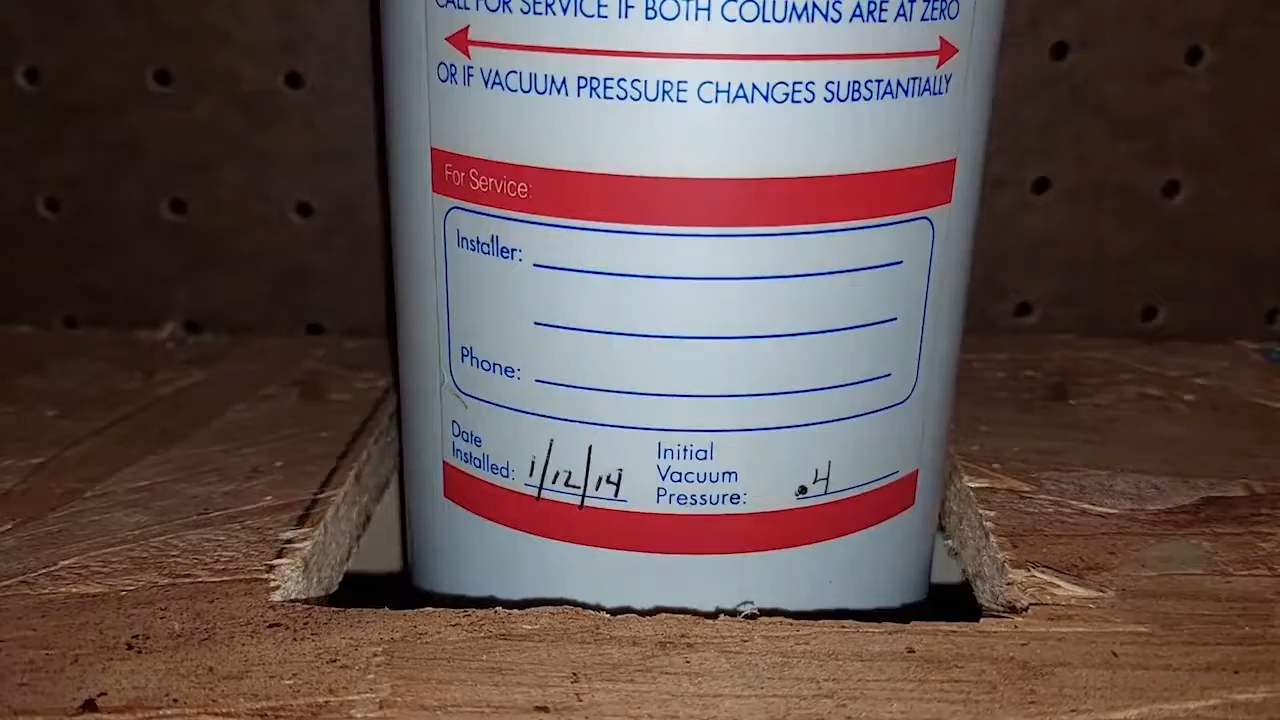 CALL FOR SERVICE IF BOTH COLUMNS ARE AT ZERO
OR IF VACUUM PRESSURE CHANGES SUBSTANTIALLY
For Service:
Installer:
Phone:
Date
Installed: 1/12/14
Initial
Vacuum
Pressure: .4